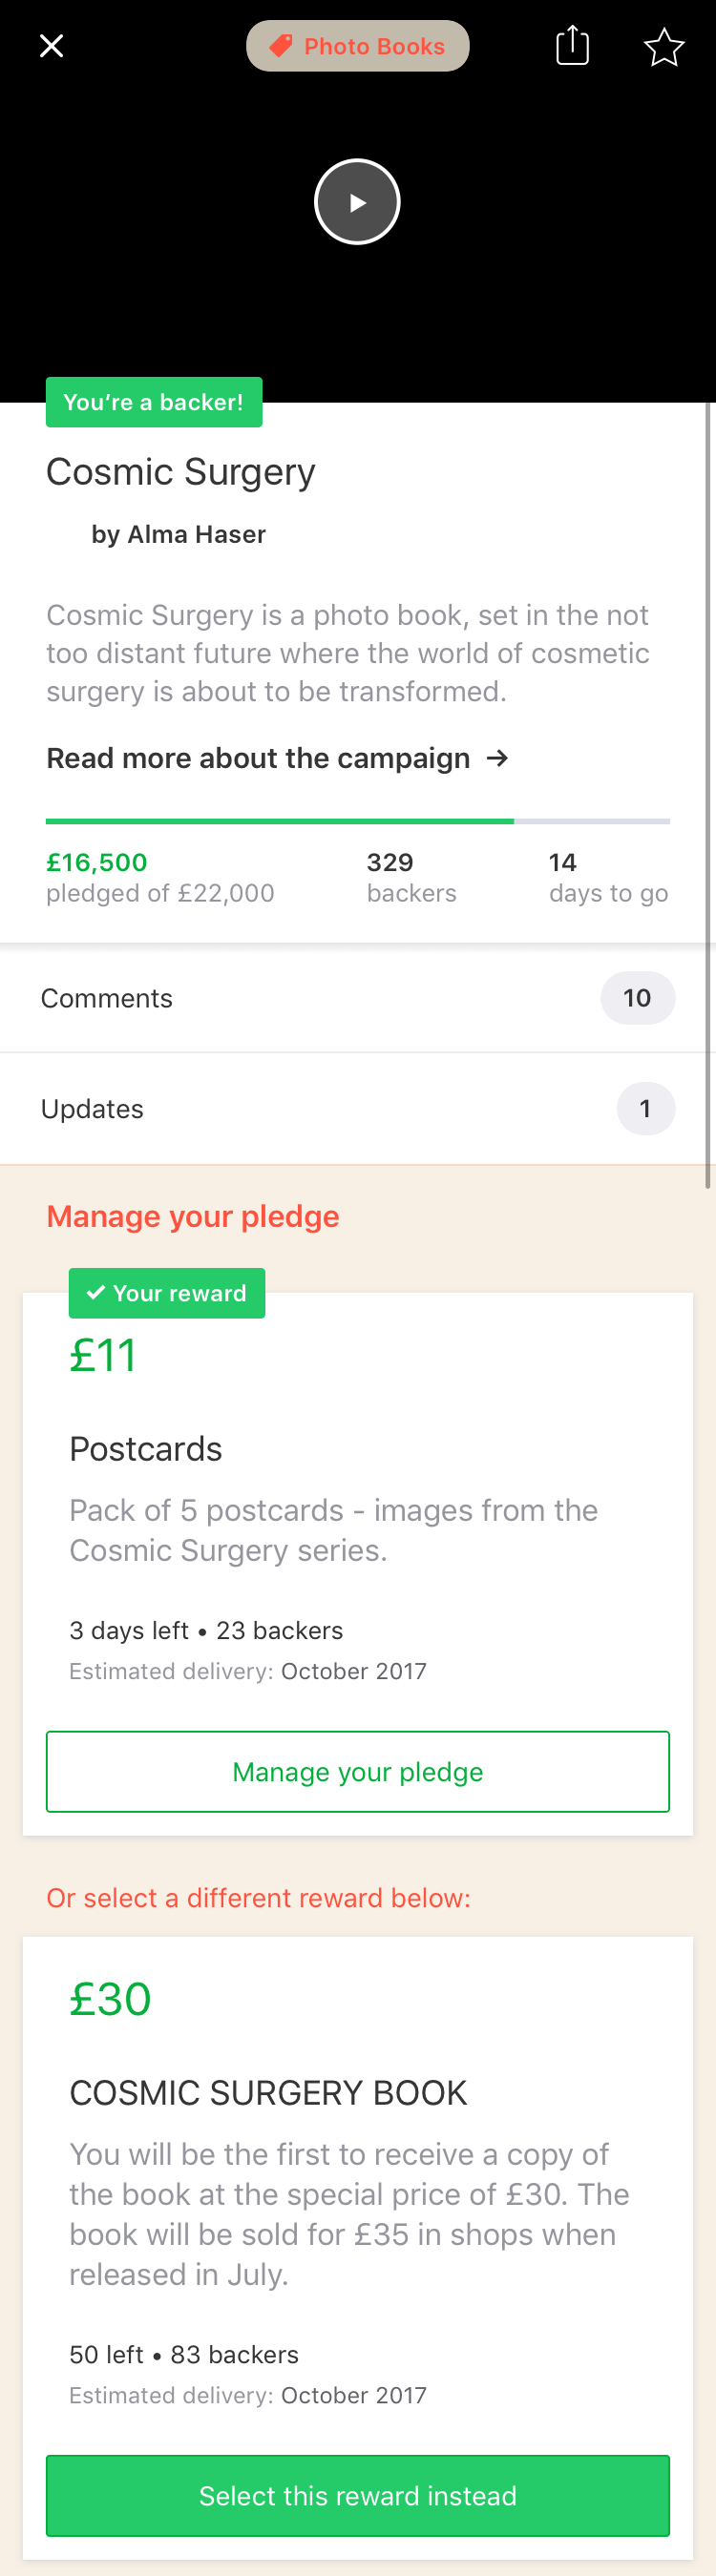 Photo Books
You’re a backer!
Cosmic Surgery
by Alma Haser
Cosmic Surgery is a photo book, set in the not
too distant future where the world of cosmetic
surgery is about to be transformed.
Read more about the campaign →
£16,500
pledged of £22,000
329
backers
14
days to go
Comments
10
Updates
1
Manage your pledge
✓ Your reward
£11
Postcards
Pack of 5 postcards - images from the
Cosmic Surgery series.
3 days left • 23 backers
Estimated delivery: October 2017
Manage your pledge
Or select a different reward below:
£30
COSMIC SURGERY BOOK
You will be the first to receive a copy of
the book at the special price of £30. The
book will be sold for £35 in shops when
released in July.
50 left • 83 backers
Estimated delivery: October 2017
Select this reward instead